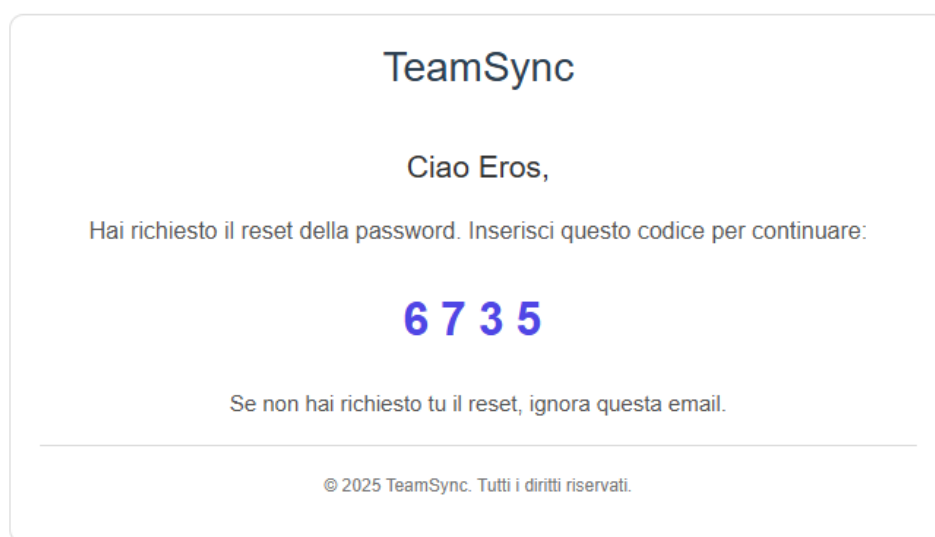 TeamSync
Ciao Eros,
Hai richiesto il reset della password. Inserisci questo codice per continuare:
6 7 3 5
Se non hai richiesto tu il reset, ignora questa email.
© 2025 TeamSync. Tutti i diritti riservati.